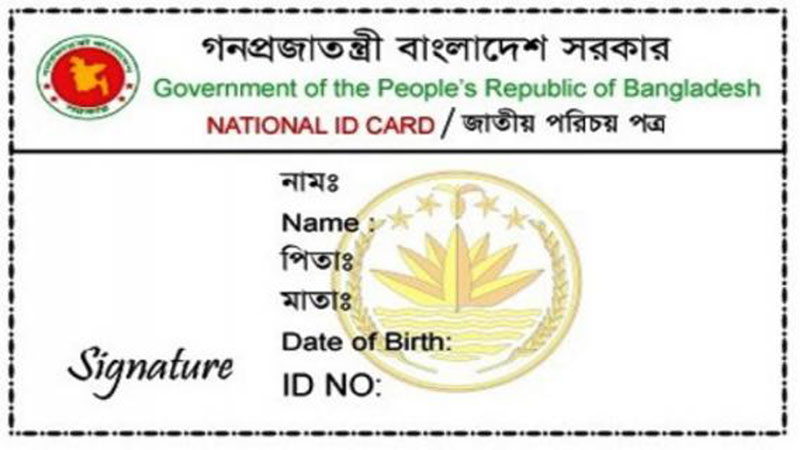 গনপ্রজাতন্ত্রী বাংলাদেশ সরকার
Government of the People's Republic of Bangladesh
NATIONAL ID CARD / জাতীয় পরিচয় পত্র
নামঃ
Name :
পিতাঃ
মাতাঃ
Date of Birth:
Signature
ID NO: